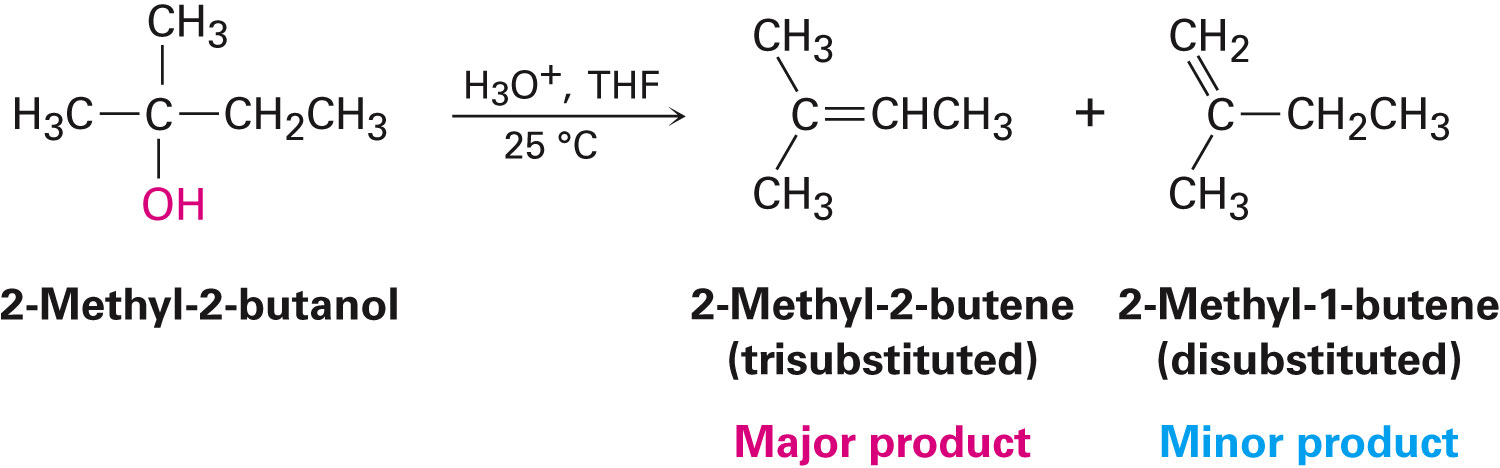 CH₃
H₃C—C—CH₂CH₃
OH
H₃O⁺, THF
25 °C
CH₃
C=CHCH₃
CH₃
+
CH₂
C—CH₂CH₃
CH₃
2-Methyl-2-butanol
2-Methyl-2-butene
(trisubstituted)
Major product
2-Methyl-1-butene
(disubstituted)
Minor product